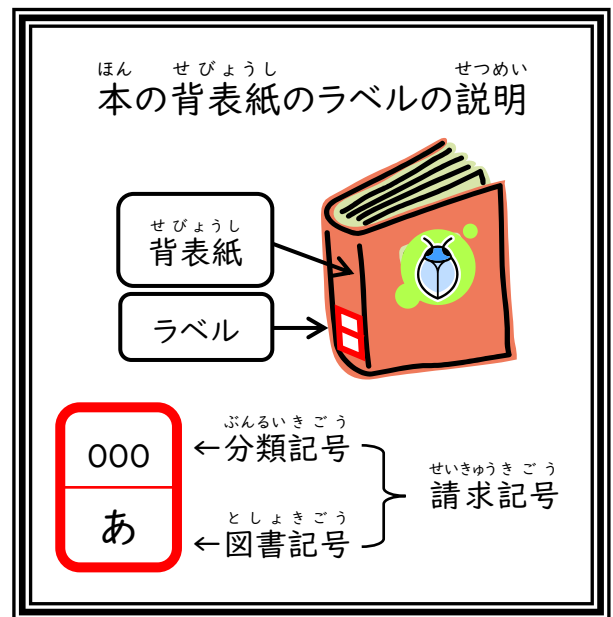 ほん せびょうし せつめい
本の背表紙のラベルの説明
せびょうし
背表紙
ラベル
000
あ
ぶんるいきごう
←分類記号
としょきごう
←図書記号
せいきゅうきごう
請求記号